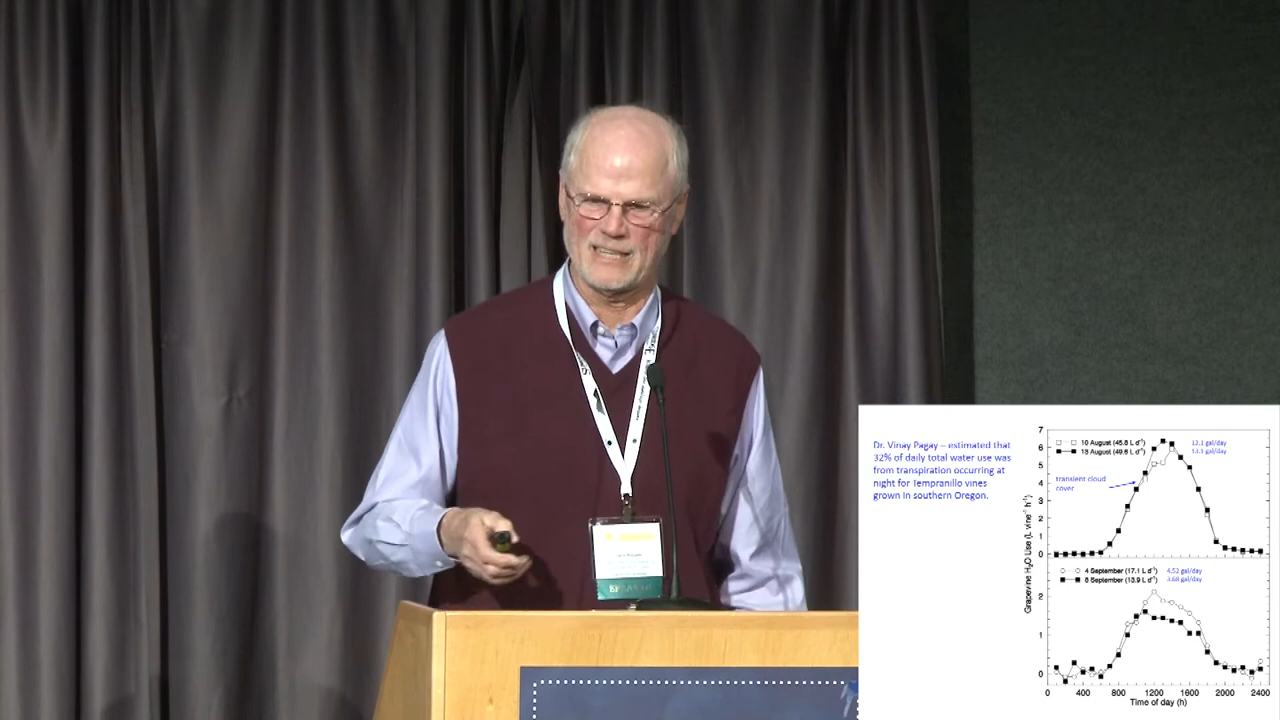 Dr. Vinay Pagay – estimated that
32% of daily total water use was
from transpiration occurring at
night for Tempranillo vines
grown in southern Oregon.
10 August (45.8 L d⁻¹)
13 August (49.6 L d⁻¹)
12.1 gal/day
13.1 gal/day
transient cloud
cover
7
6
5
4
3
2
1
0
4 September (17.1 L d⁻¹)
6 September (13.9 L d⁻¹)
4.52 gal/day
3.68 gal/day
2
1
0
Grapevine H₂O Use (L vine⁻¹ h⁻¹)
0 400 800 1200 1600 2000 2400
Time of day (h)
SPEAKER